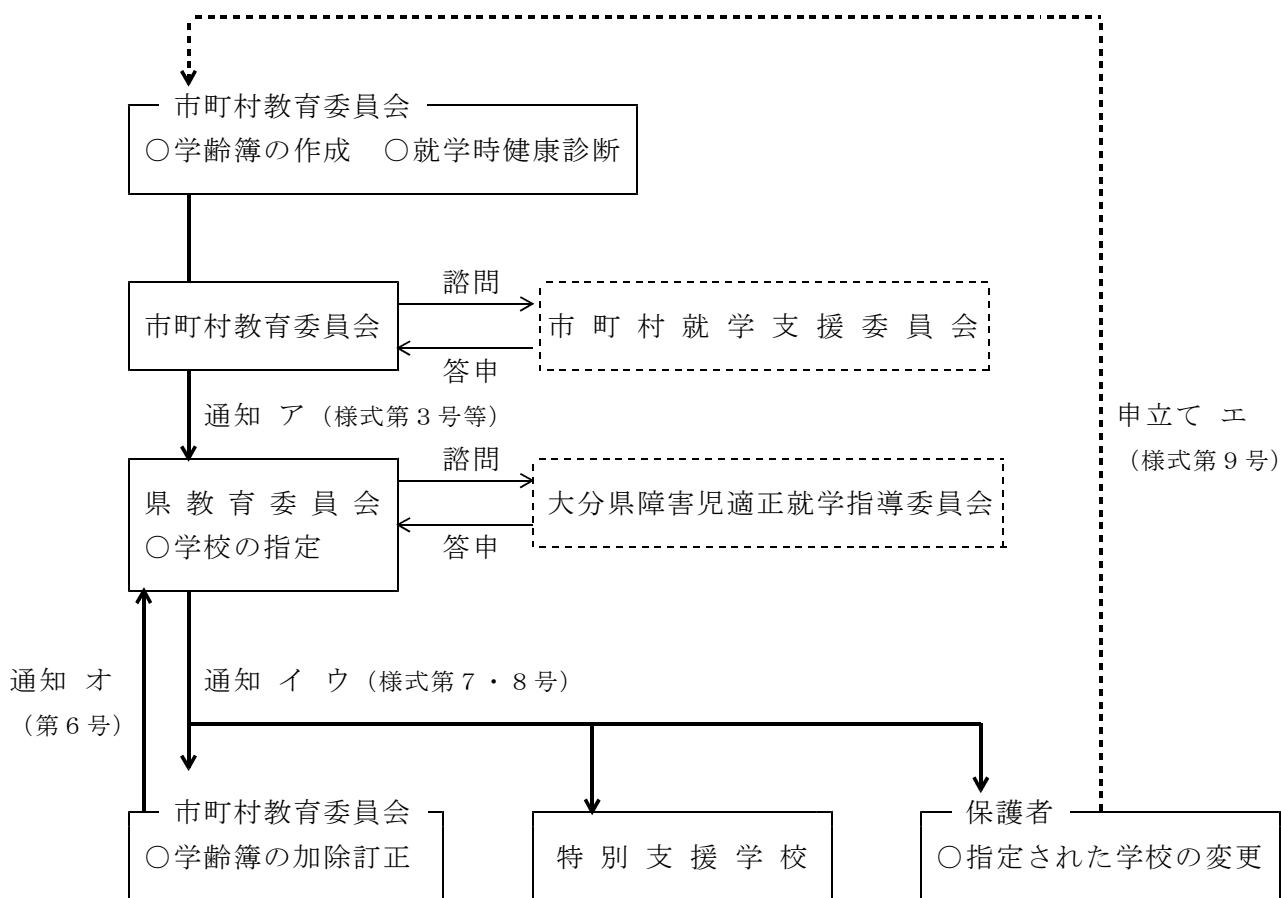 市町村教育委員会
○学齢簿の作成　○就学時健康診断
諮問
市町村教育委員会
市町村就学支援委員会
答申
通知 ア（様式第３号等）
申立て エ
（様式第９号）
諮問
県教育委員会
○学校の指定
大分県障害児適正就学指導委員会
答申
通知 オ
（第６号）
通知 イ ウ（様式第７・８号）
市町村教育委員会
○学齢簿の加除訂正
特別支援学校
保護者
○指定された学校の変更